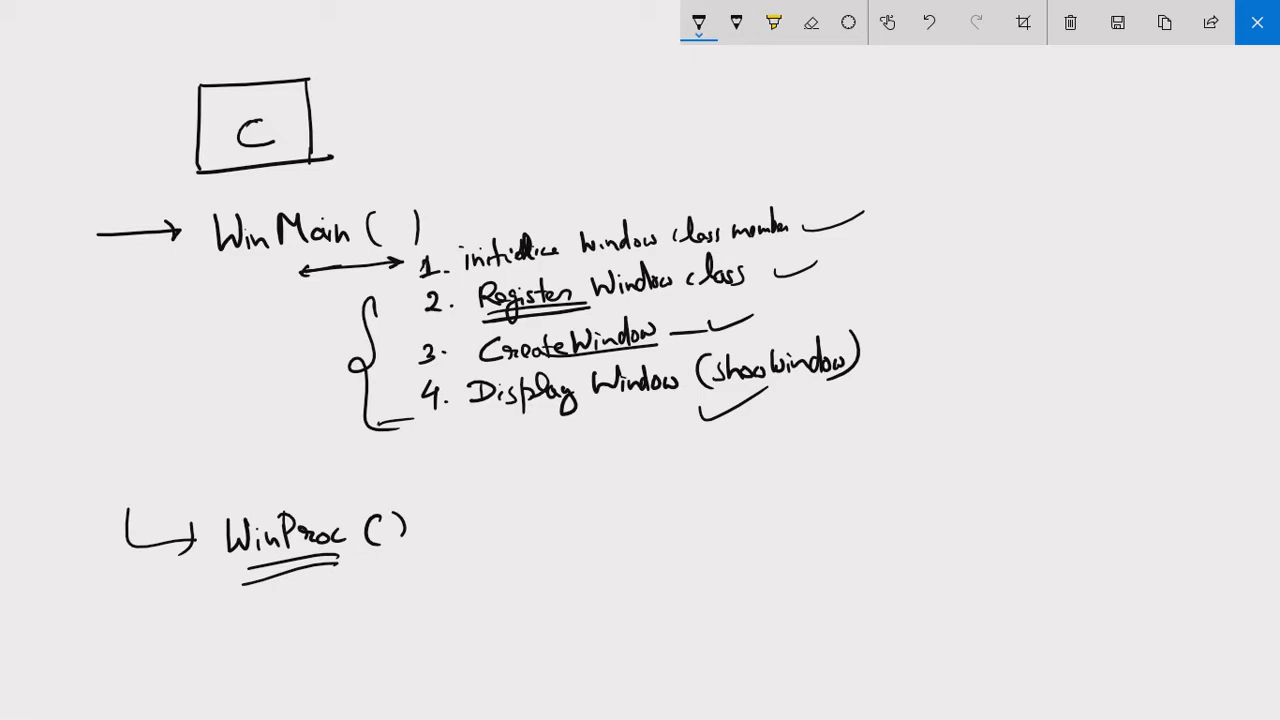 C
WinMain( )
1. initialize Window class member
2. Register Window class
3. CreateWindow
4. Display Window (showWindow)
WinProc ( )